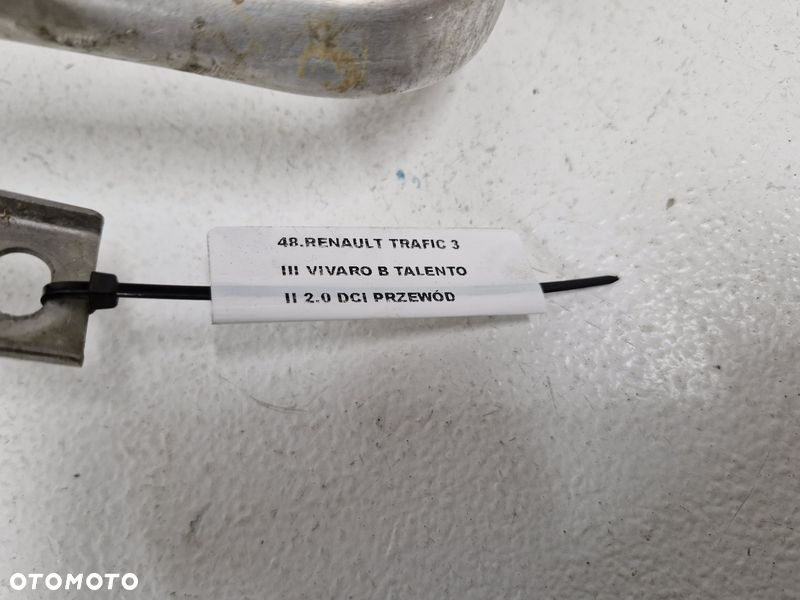 48.RENAULT TRAFIC 3
III VIVARO B TALENTO
II 2.0 DCI PRZEWÓD
OTOMOTO